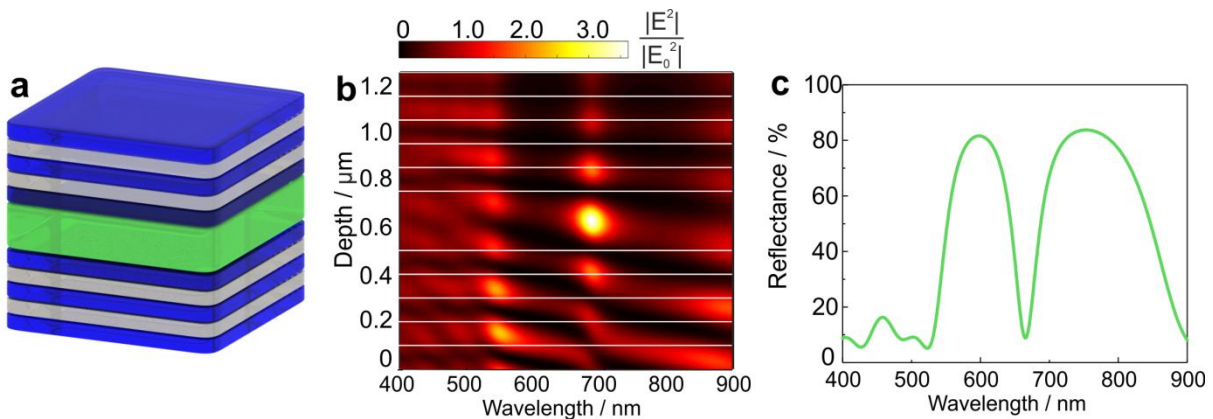 0 1.0 2.0 3.0 |E²|
|E₀²|
a b c
Depth / µm
1.2
1.0
0.8
0.6
0.4
0.2
0
400 500 600 700 800 900
Wavelength / nm
Reflectance / %
100
80
60
40
20
0
400 500 600 700 800 900
Wavelength / nm